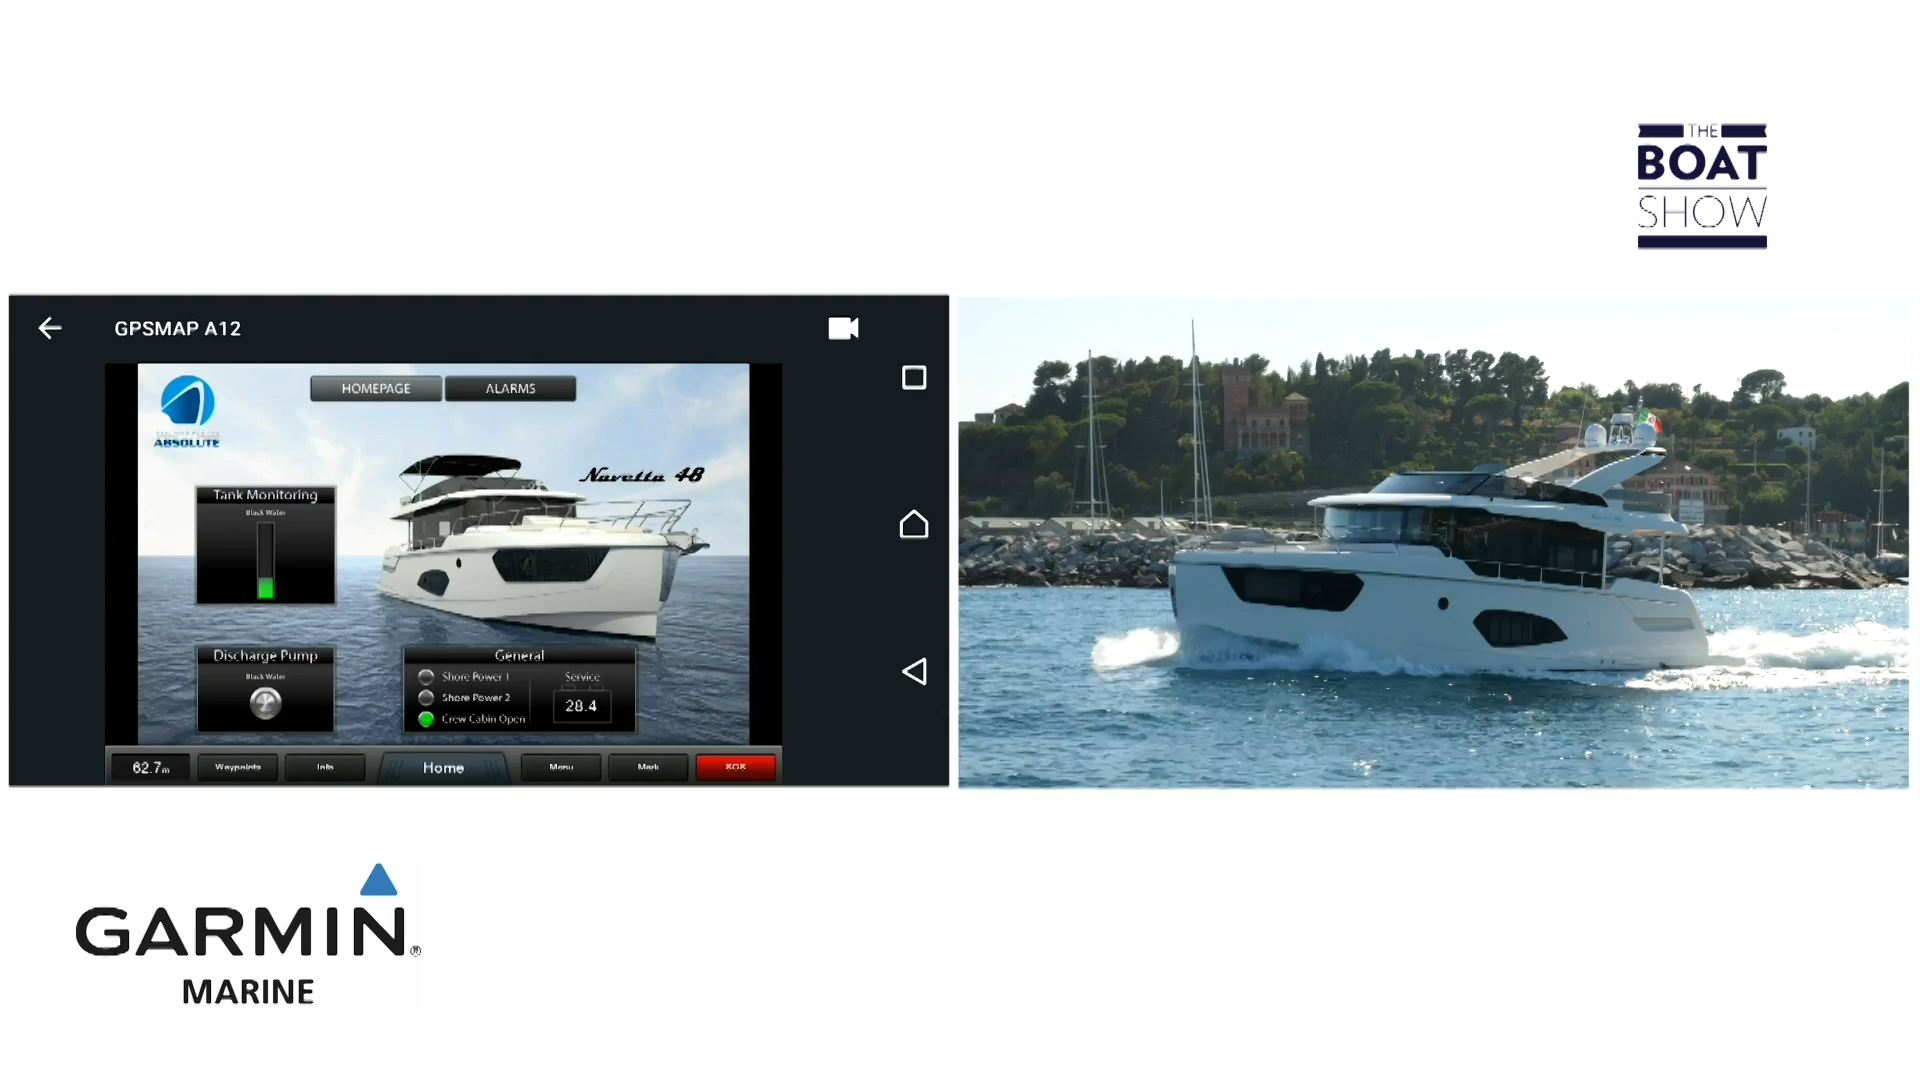 THE
BOAT
SHOW
GPSMAP A12
HOMEPAGE
ALARMS
ABSOLUTE
Navetta 48
Tank Monitoring
Black Water
Discharge Pump
Black Water
General
Shore Power 1
Shore Power 2
Crew Cabin Open
Service
28.4
62.7m
Waypoints
Info
Home
Menu
Mark
SOS
GARMIN®
MARINE